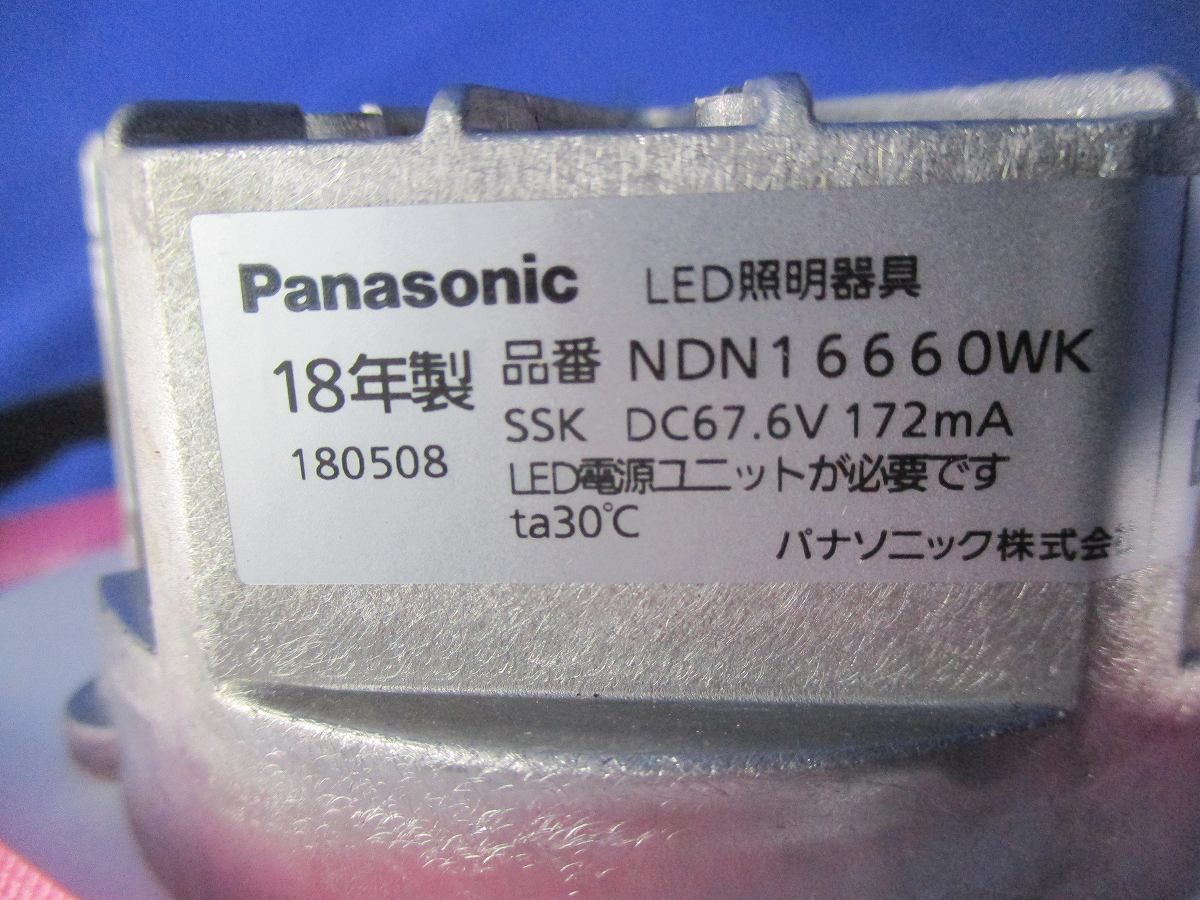 Panasonic LED照明器具
18年製 品番 NDN16660WK
180508 SSK DC67.6V 172mA
LED電源ユニットが必要です
ta30℃
パナソニック株式会